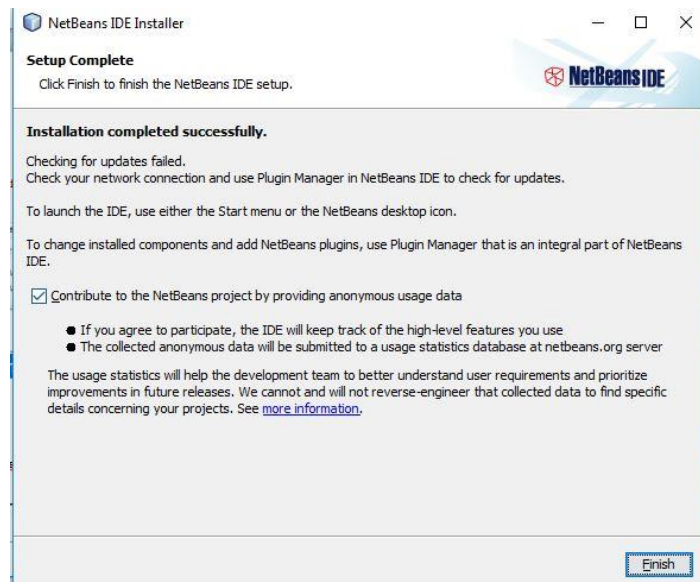 NetBeans IDE Installer
Setup Complete
Click Finish to finish the NetBeans IDE setup.
NetBeans IDE
Installation completed successfully.
Checking for updates failed.
Check your network connection and use Plugin Manager in NetBeans IDE to check for updates.
To launch the IDE, use either the Start menu or the NetBeans desktop icon.
To change installed components and add NetBeans plugins, use Plugin Manager that is an integral part of NetBeans
IDE.
Contribute to the NetBeans project by providing anonymous usage data
If you agree to participate, the IDE will keep track of the high-level features you use
The collected anonymous data will be submitted to a usage statistics database at netbeans.org server
The usage statistics will help the development team to better understand user requirements and prioritize
improvements in future releases. We cannot and will not reverse-engineer that collected data to find specific
details concerning your projects. See more information.
Finish